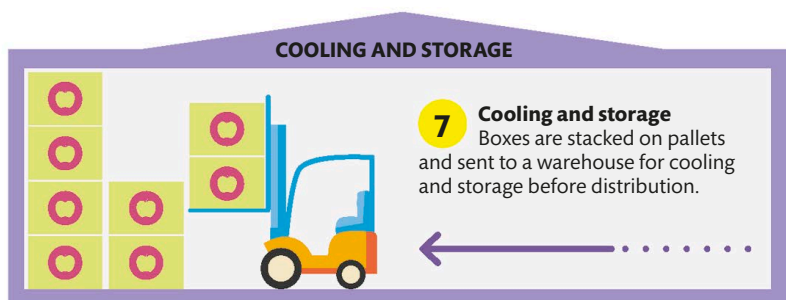 COOLING AND STORAGE
7
Cooling and storage
Boxes are stacked on pallets
and sent to a warehouse for cooling
and storage before distribution.